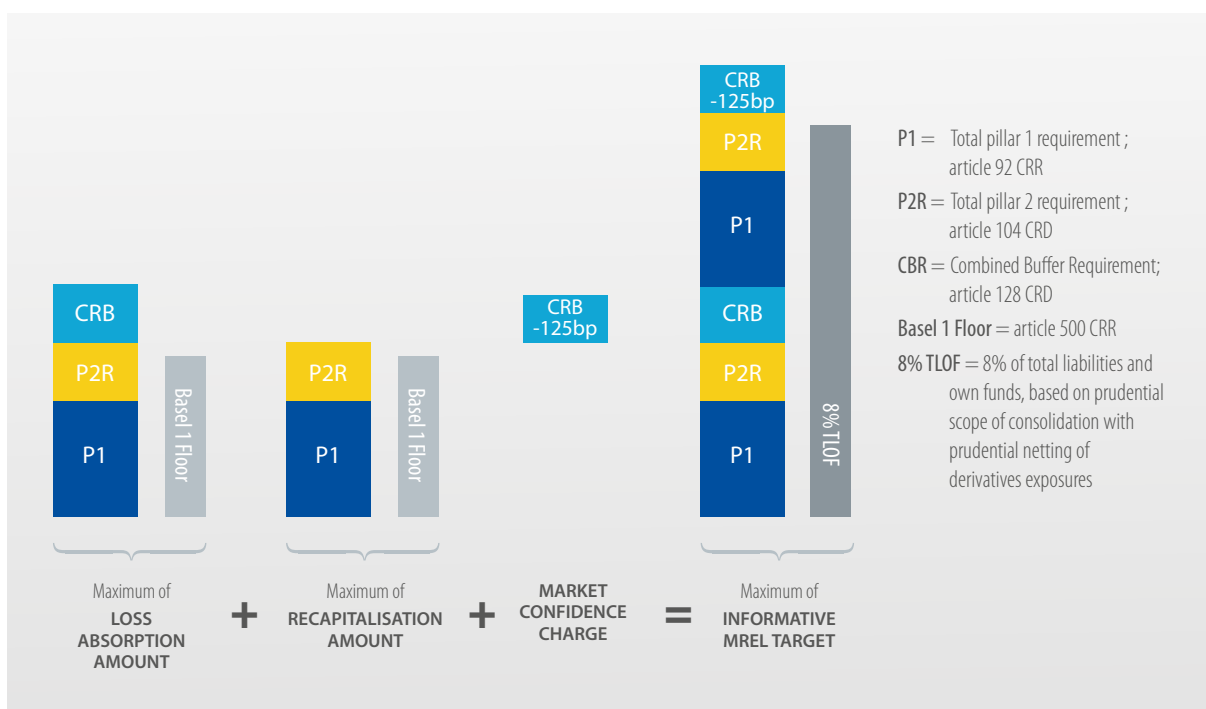 CRB
P2R
P1
Basel 1 Floor
P2R
P1
Basel 1 Floor
CRB
-125bp
CRB
-125bp
P2R
P1
CRB
P2R
P1
8% TLOF
P1 = Total pillar 1 requirement ;
article 92 CRR
P2R = Total pillar 2 requirement ;
article 104 CRD
CBR = Combined Buffer Requirement;
article 128 CRD
Basel 1 Floor = article 500 CRR
8% TLOF = 8% of total liabilities and
own funds, based on prudential
scope of consolidation with
prudential netting of
derivatives exposures
Maximum of
LOSS
ABSORPTION
AMOUNT
+
Maximum of
RECAPITALISATION
AMOUNT
+
MARKET
CONFIDENCE
CHARGE
=
Maximum of
INFORMATIVE
MREL TARGET